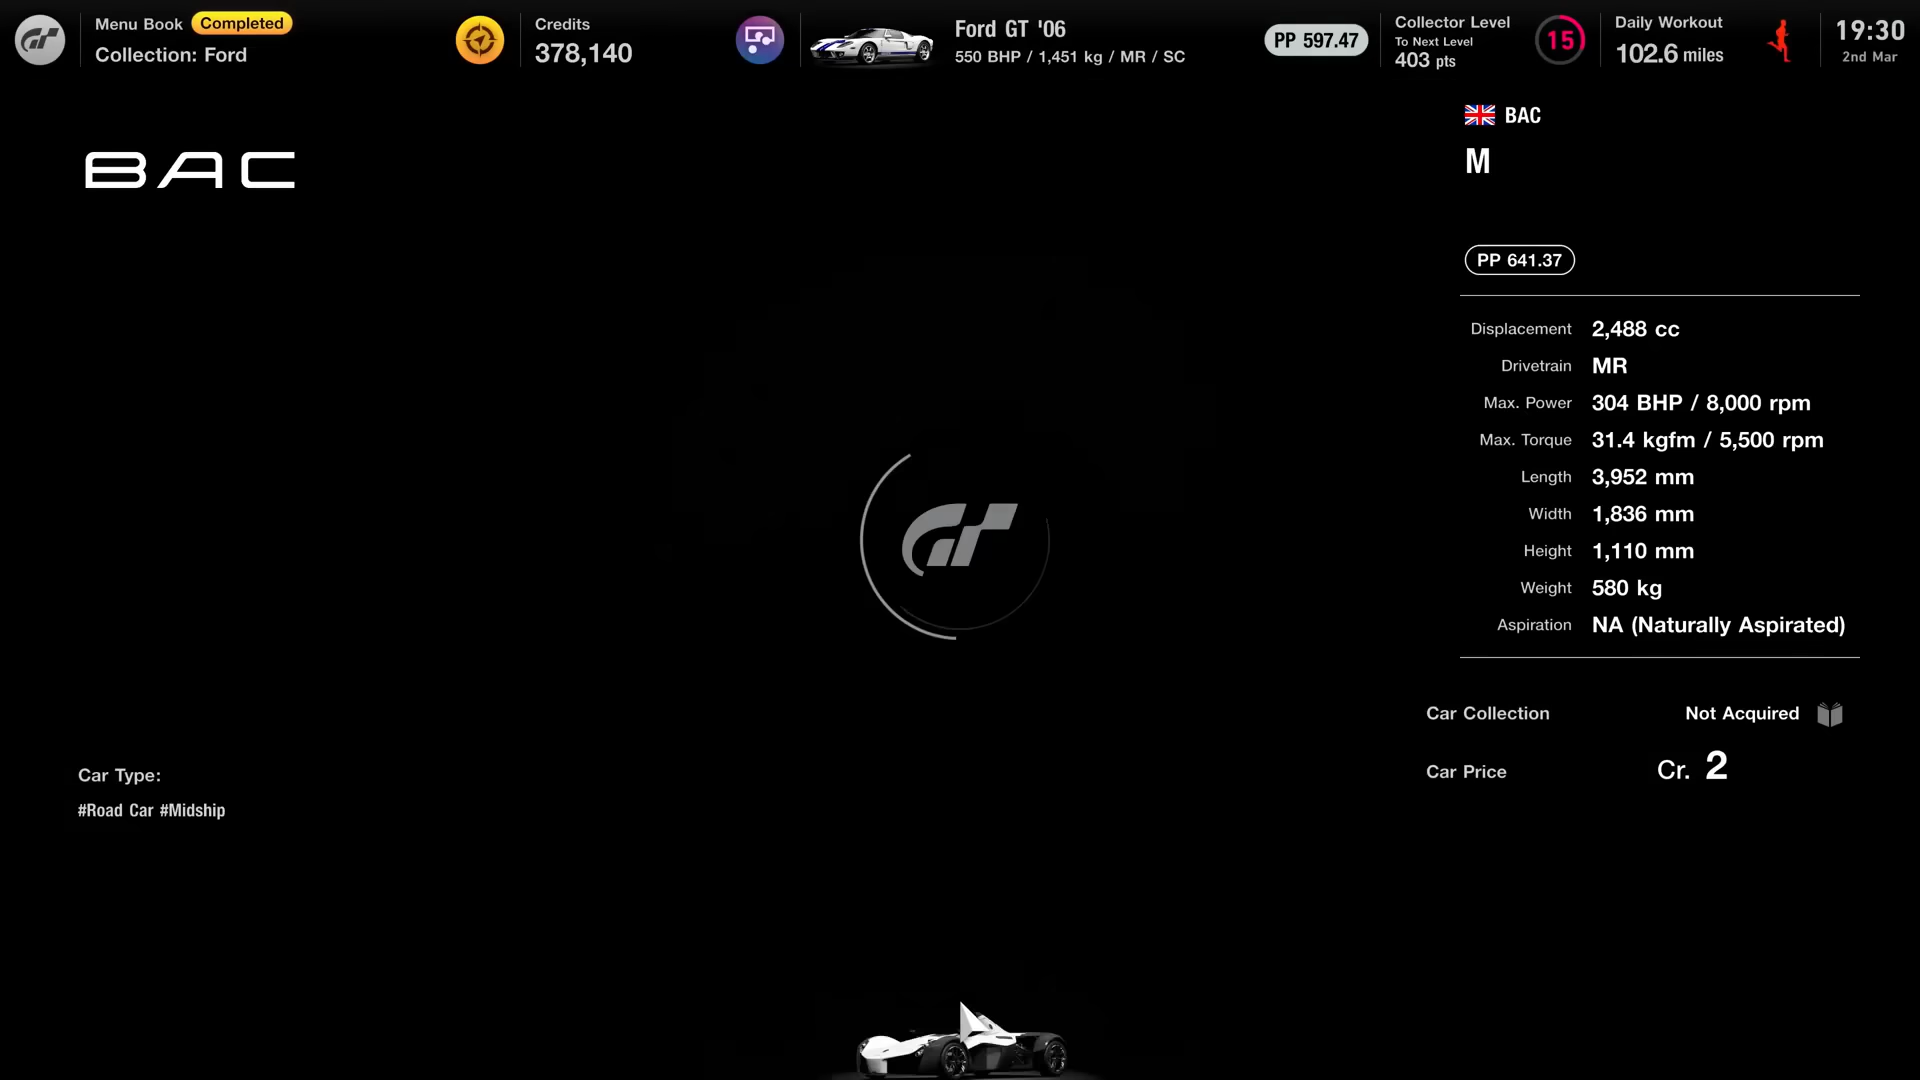 Menu Book Completed
Collection: Ford
Credits
378,140
Ford GT '06
550 BHP / 1,451 kg / MR / SC
PP 597.47
Collector Level
To Next Level
403 pts
15
Daily Workout
102.6 miles
19:30
2nd Mar
BAC
BAC
M
PP 641.37
Displacement 2,488 cc
Drivetrain MR
Max. Power 304 BHP / 8,000 rpm
Max. Torque 31.4 kgfm / 5,500 rpm
Length 3,952 mm
Width 1,836 mm
Height 1,110 mm
Weight 580 kg
Aspiration NA (Naturally Aspirated)
Car Collection Not Acquired
Car Price Cr. 2
Car Type:
#Road Car #Midship